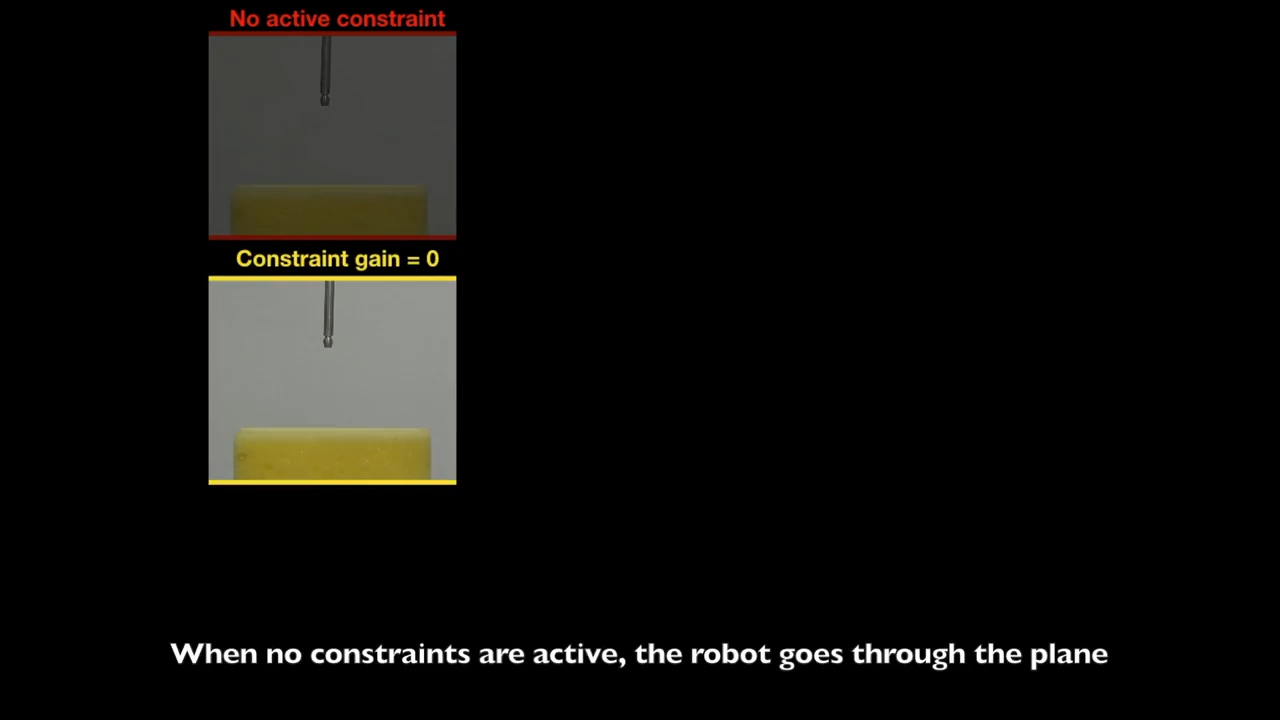 No active constraint
Constraint gain = 0
When no constraints are active, the robot goes through the plane